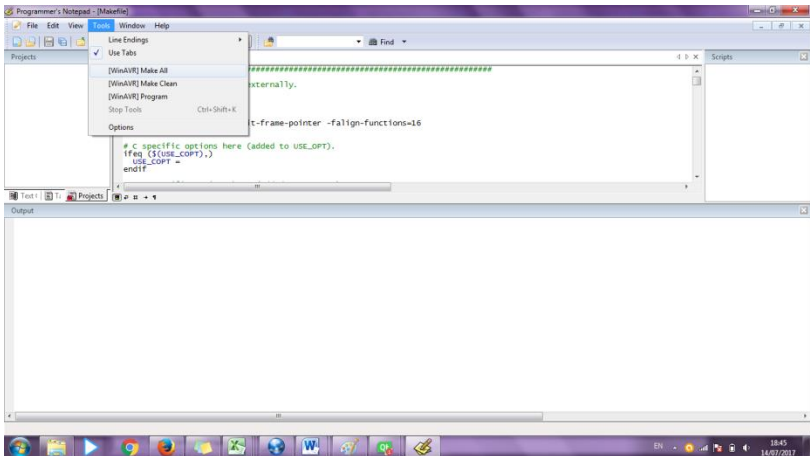 Programmer's Notepad - [Makefile]
File Edit View Tools Window Help
Find
Line Endings
Use Tabs
[WinAVR] Make All
[WinAVR] Make Clean
[WinAVR] Program
Stop Tools Ctrl+Shift+K
Options
Projects
Scripts
##############################
externally.
it-frame-pointer -falign-functions=16
# C specific options here (added to USE_OPT).
ifeq ($(USE_COPT),)
USE_COPT =
endif
Text Projects
Output
EN
18:45
14/07/2017